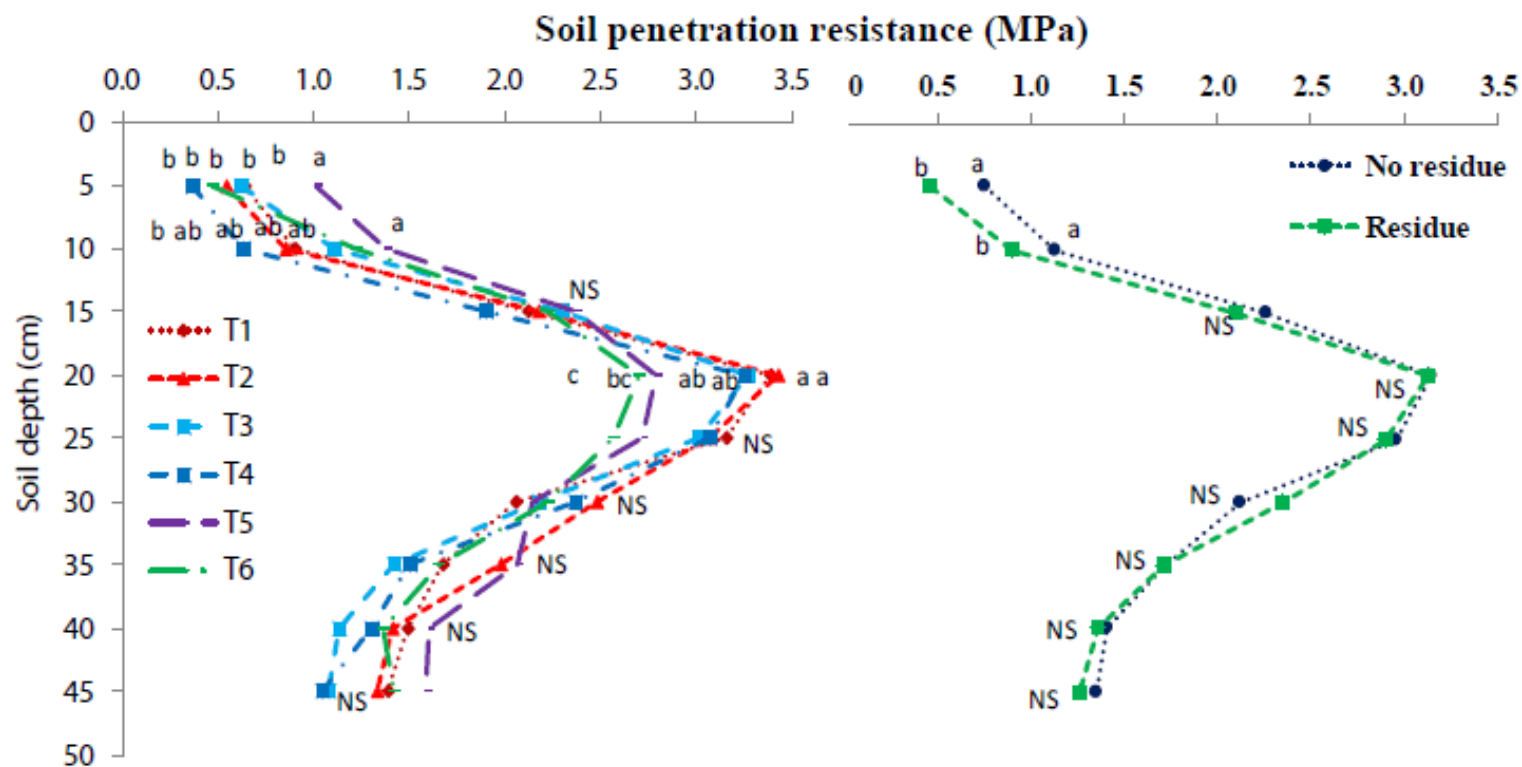 Soil penetration resistance (MPa)
0.0 0.5 1.0 1.5 2.0 2.5 3.0 3.5
0 0.5 1.0 1.5 2.0 2.5 3.0 3.5
Soil depth (cm)
0
5
10
15
20
25
30
35
40
45
50
b b b b b a
b ab ab ab ab a
NS
c bc ab ab a a
NS
NS
NS
NS
NS
T1
T2
T3
T4
T5
T6
b a
b a
NS
NS
NS
NS
NS
NS
NS
No residue
Residue